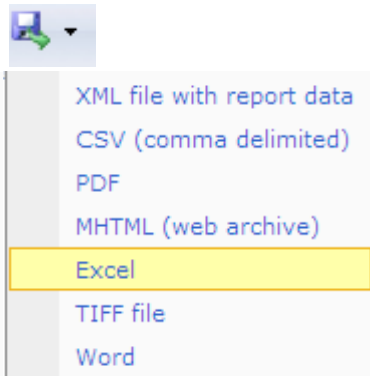 XML file with report data
CSV (comma delimited)
PDF
MHTML (web archive)
Excel
TIFF file
Word